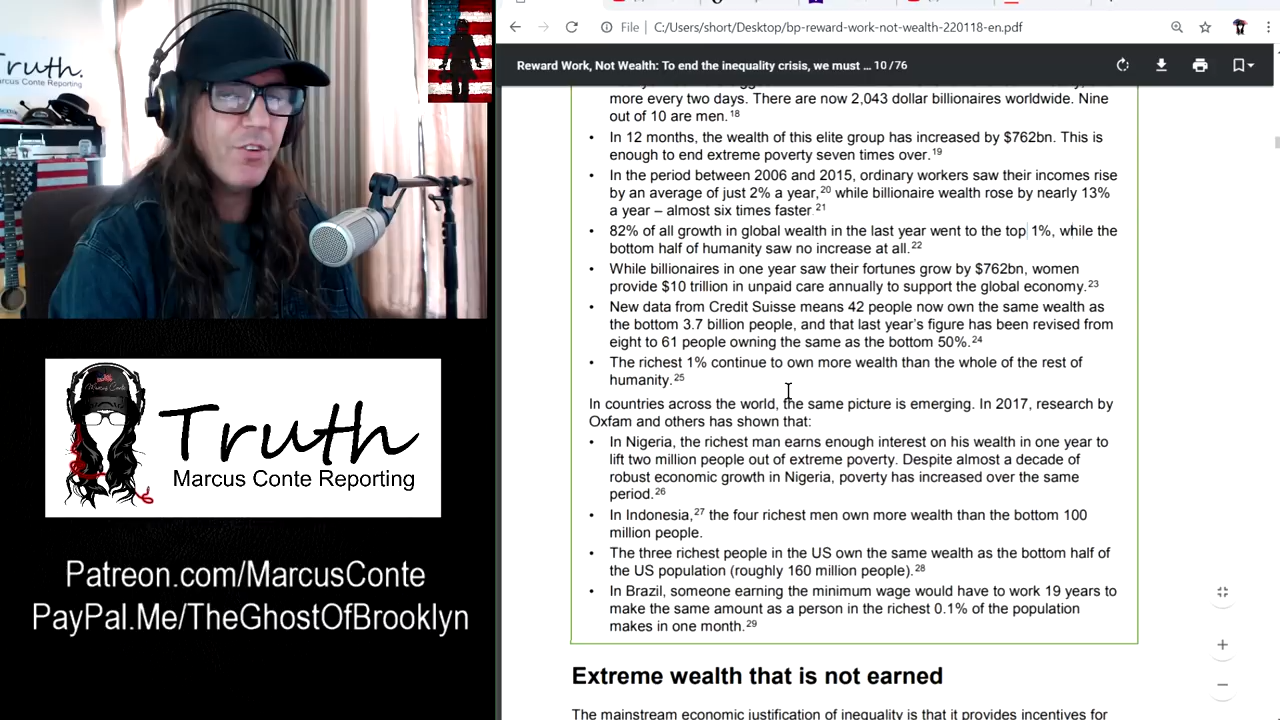 Truth.
Marcus Conte Reporting
Truth
Marcus Conte Reporting
Patreon.com/MarcusConte
PayPal.Me/TheGhostOfBrooklyn
File | C:/Users/short/Desktop/bp-reward-work-not-wealth-220118-en.pdf
Reward Work, Not Wealth: To end the inequality crisis, we must ... 10 / 76
more every two days. There are now 2,043 dollar billionaires worldwide. Nine
out of 10 are men.18
• In 12 months, the wealth of this elite group has increased by $762bn. This is
enough to end extreme poverty seven times over.19
• In the period between 2006 and 2015, ordinary workers saw their incomes rise
by an average of just 2% a year,20 while billionaire wealth rose by nearly 13%
a year – almost six times faster.21
• 82% of all growth in global wealth in the last year went to the top 1%, while the
bottom half of humanity saw no increase at all.22
• While billionaires in one year saw their fortunes grow by $762bn, women
provide $10 trillion in unpaid care annually to support the global economy.23
• New data from Credit Suisse means 42 people now own the same wealth as
the bottom 3.7 billion people, and that last year's figure has been revised from
eight to 61 people owning the same as the bottom 50%.24
• The richest 1% continue to own more wealth than the whole of the rest of
humanity.25
In countries across the world, the same picture is emerging. In 2017, research by
Oxfam and others has shown that:
• In Nigeria, the richest man earns enough interest on his wealth in one year to
lift two million people out of extreme poverty. Despite almost a decade of
robust economic growth in Nigeria, poverty has increased over the same
period.26
• In Indonesia,27 the four richest men own more wealth than the bottom 100
million people.
• The three richest people in the US own the same wealth as the bottom half of
the US population (roughly 160 million people).28
• In Brazil, someone earning the minimum wage would have to work 19 years to
make the same amount as a person in the richest 0.1% of the population
makes in one month.29
Extreme wealth that is not earned
The mainstream economic justification of inequality is that it provides incentives for